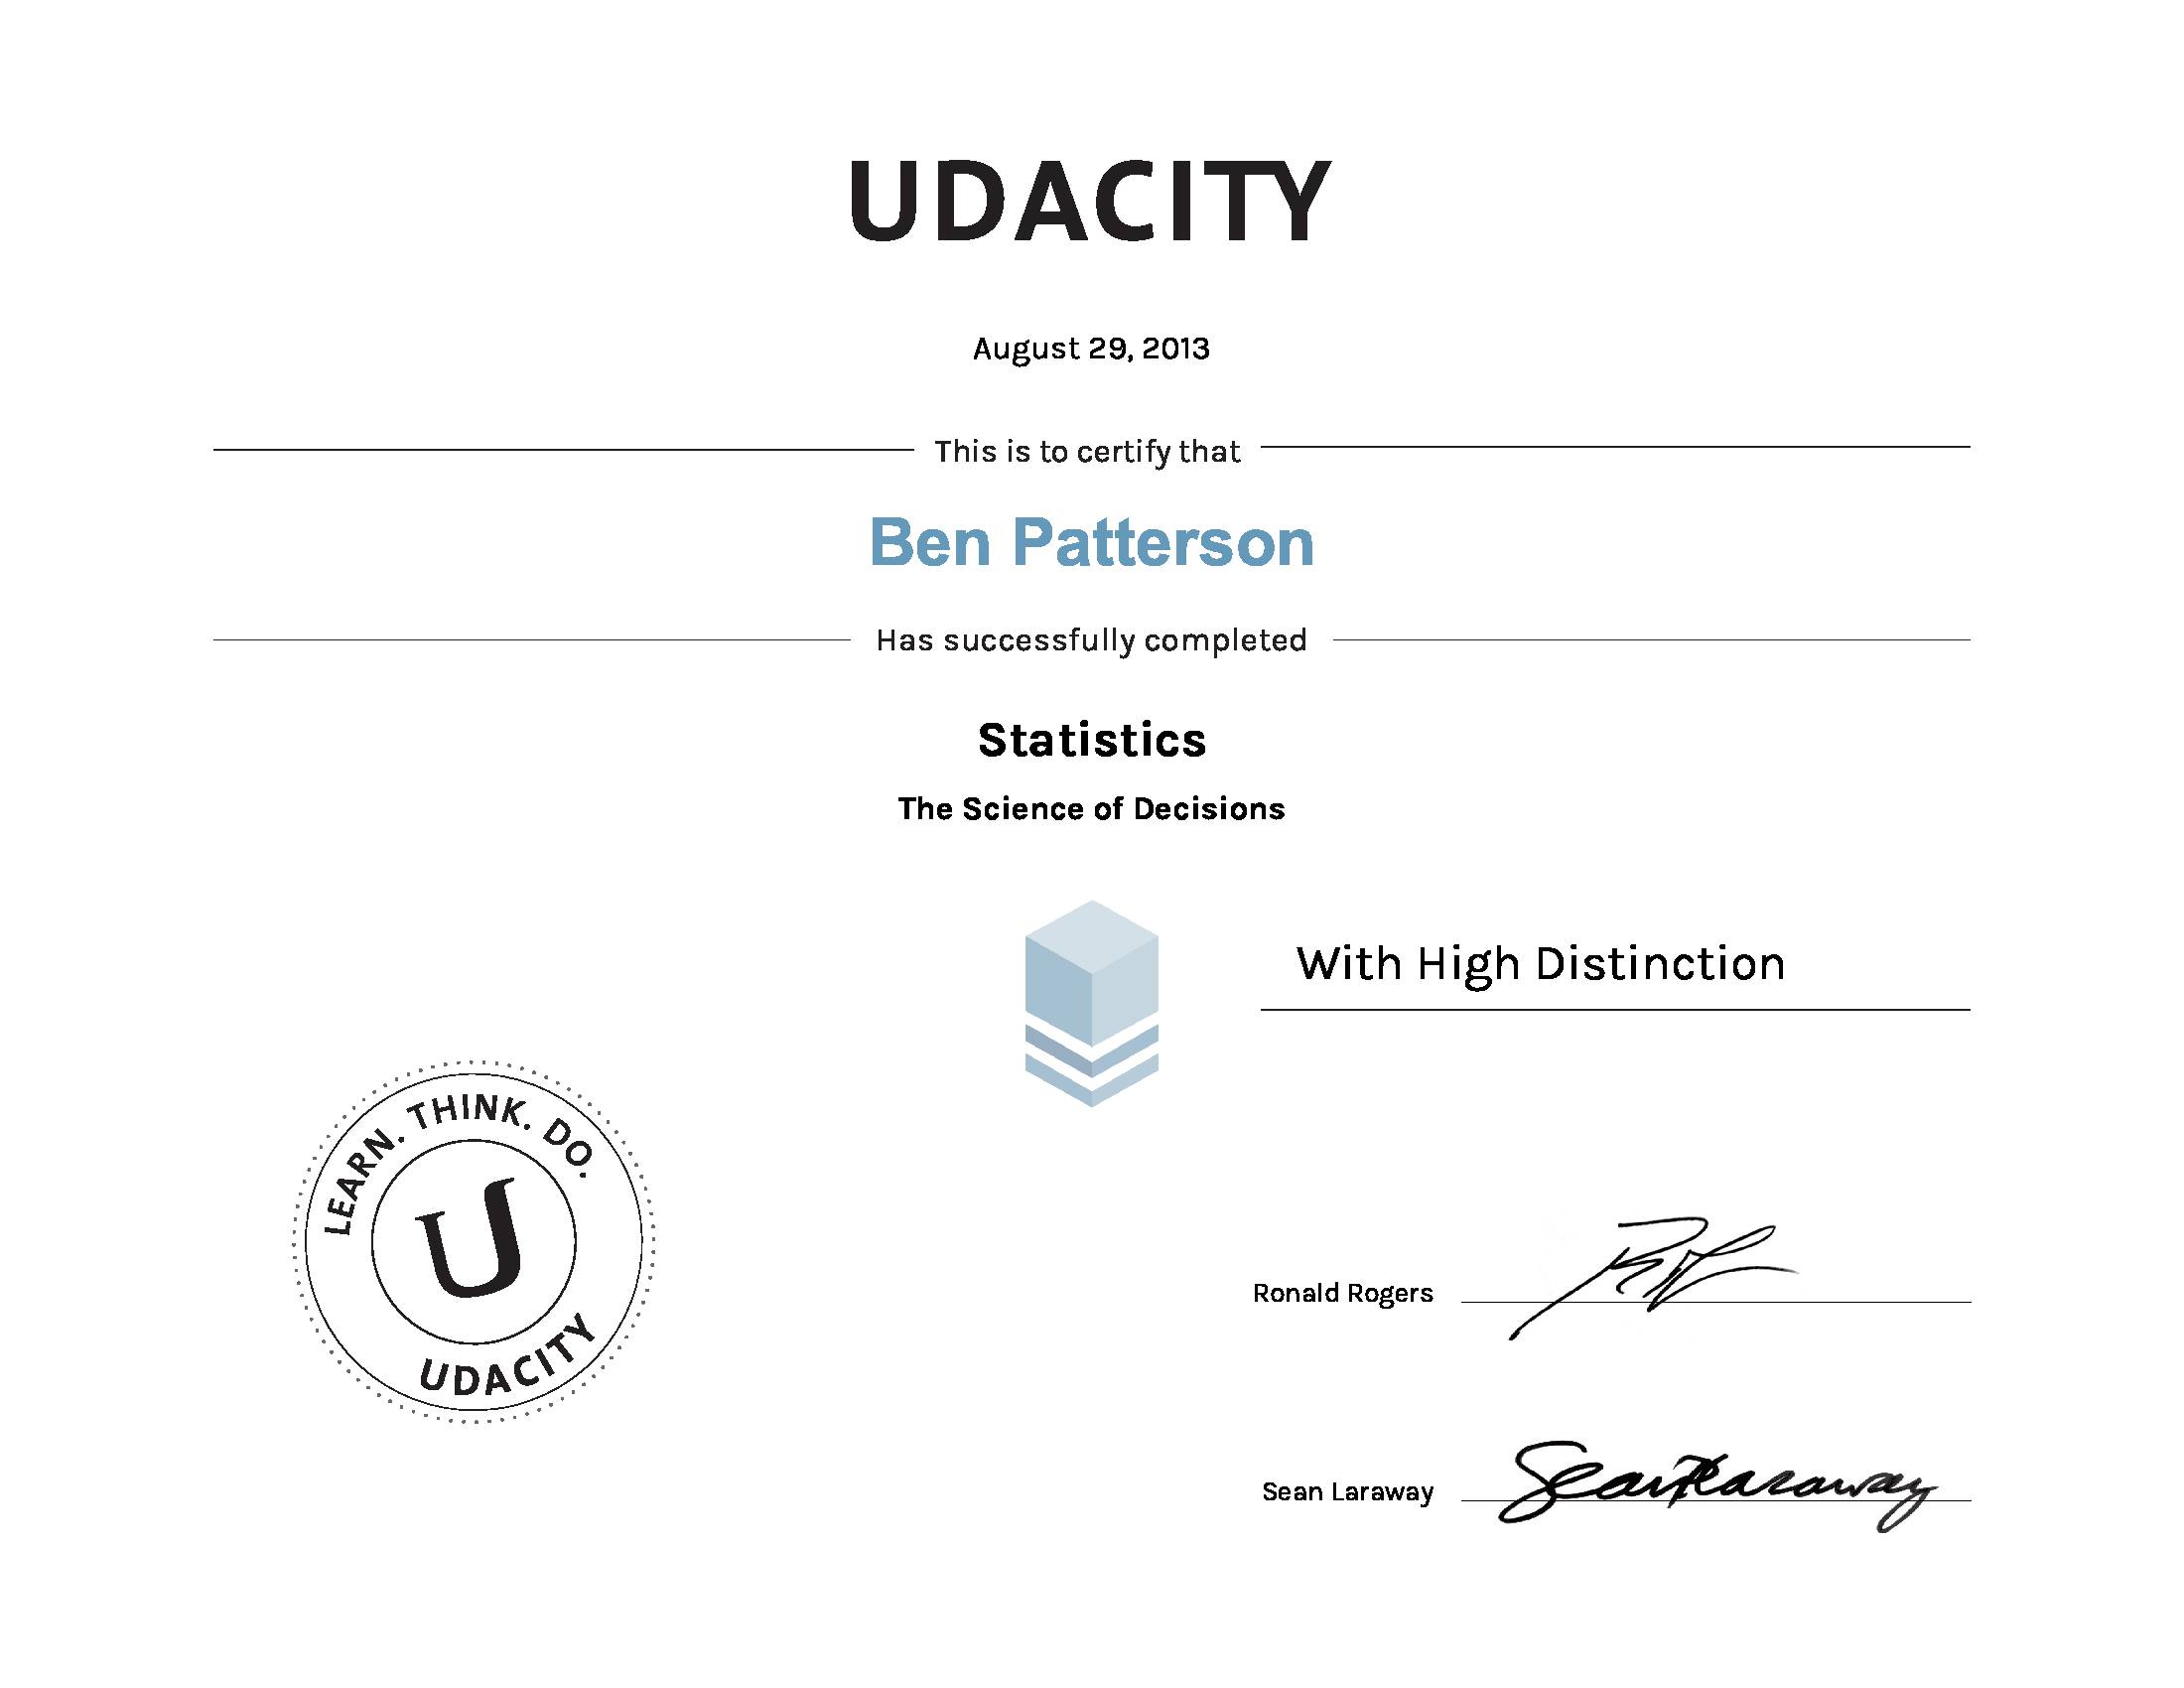 UDACITY
August 29, 2013
This is to certify that
Ben Patterson
Has successfully completed
Statistics
The Science of Decisions
With High Distinction
LEARN. THINK. DO.
U
UDACITY
Ronald Rogers
Sean Laraway
Sean Laraway